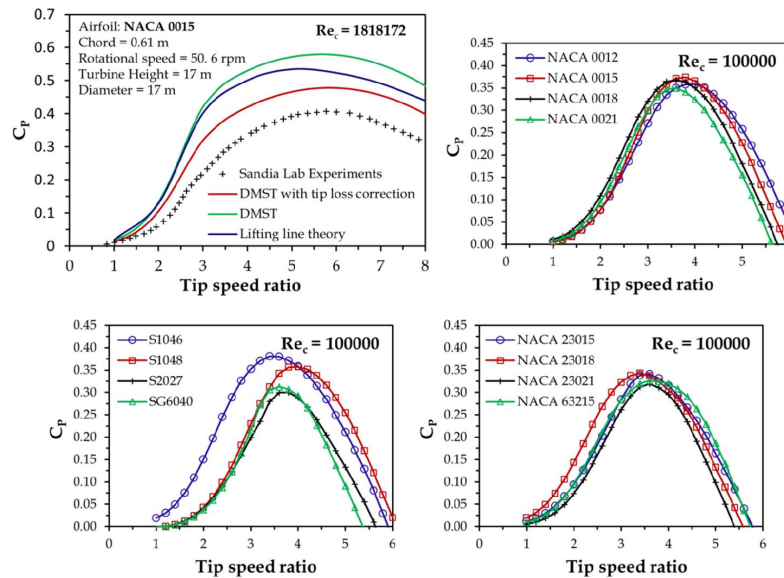 Airfoil: NACA 0015
Chord = 0.61 m
Rotational speed = 50. 6 rpm
Turbine Height = 17 m
Diameter = 17 m
Re_c = 1818172
C_P
0.7
0.6
0.5
0.4
0.3
0.2
0.1
0
Sandia Lab Experiments
DMST with tip loss correction
DMST
Lifting line theory
0 1 2 3 4 5 6 7 8
Tip speed ratio
NACA 0012
NACA 0015
NACA 0018
NACA 0021
Re_c = 100000
C_P
0.45
0.40
0.35
0.30
0.25
0.20
0.15
0.10
0.05
0.00
0 1 2 3 4 5
Tip speed ratio
S1046
S1048
S2027
SG6040
Re_c = 100000
C_P
0.45
0.40
0.35
0.30
0.25
0.20
0.15
0.10
0.05
0.00
0 1 2 3 4 5 6
Tip speed ratio
NACA 23015
NACA 23018
NACA 23021
NACA 63215
Re_c = 100000
C_P
0.45
0.40
0.35
0.30
0.25
0.20
0.15
0.10
0.05
0.00
0 1 2 3 4 5 6
Tip speed ratio